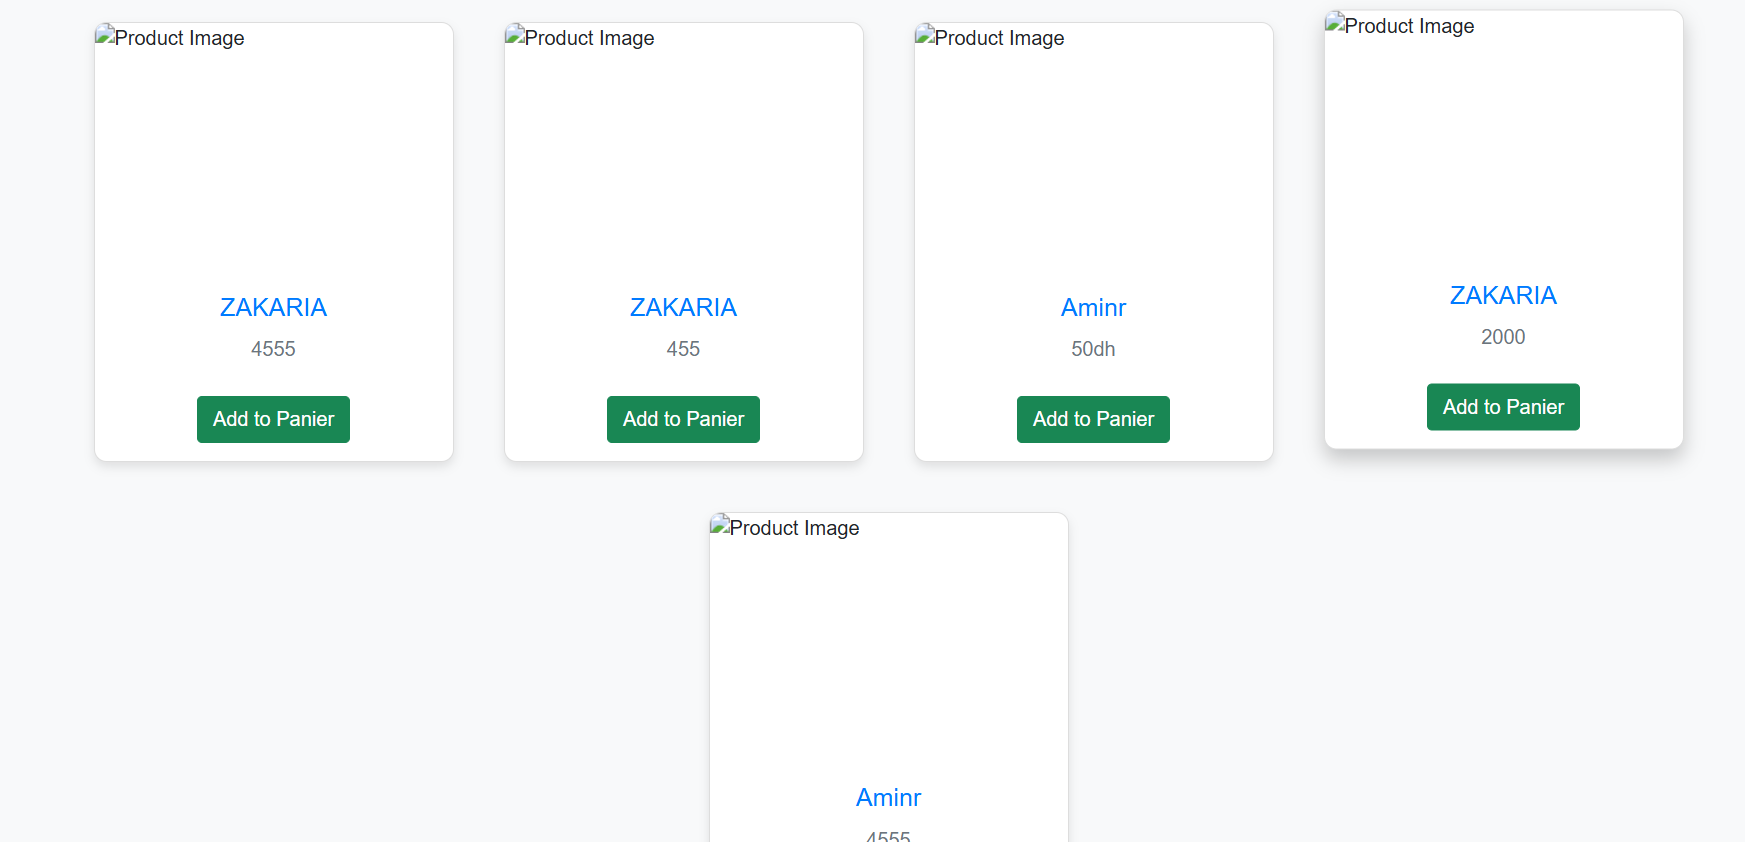 Product Image
ZAKARIA
4555
Add to Panier
Product Image
ZAKARIA
455
Add to Panier
Product Image
Aminr
50dh
Add to Panier
Product Image
ZAKARIA
2000
Add to Panier
Product Image
Aminr
4555